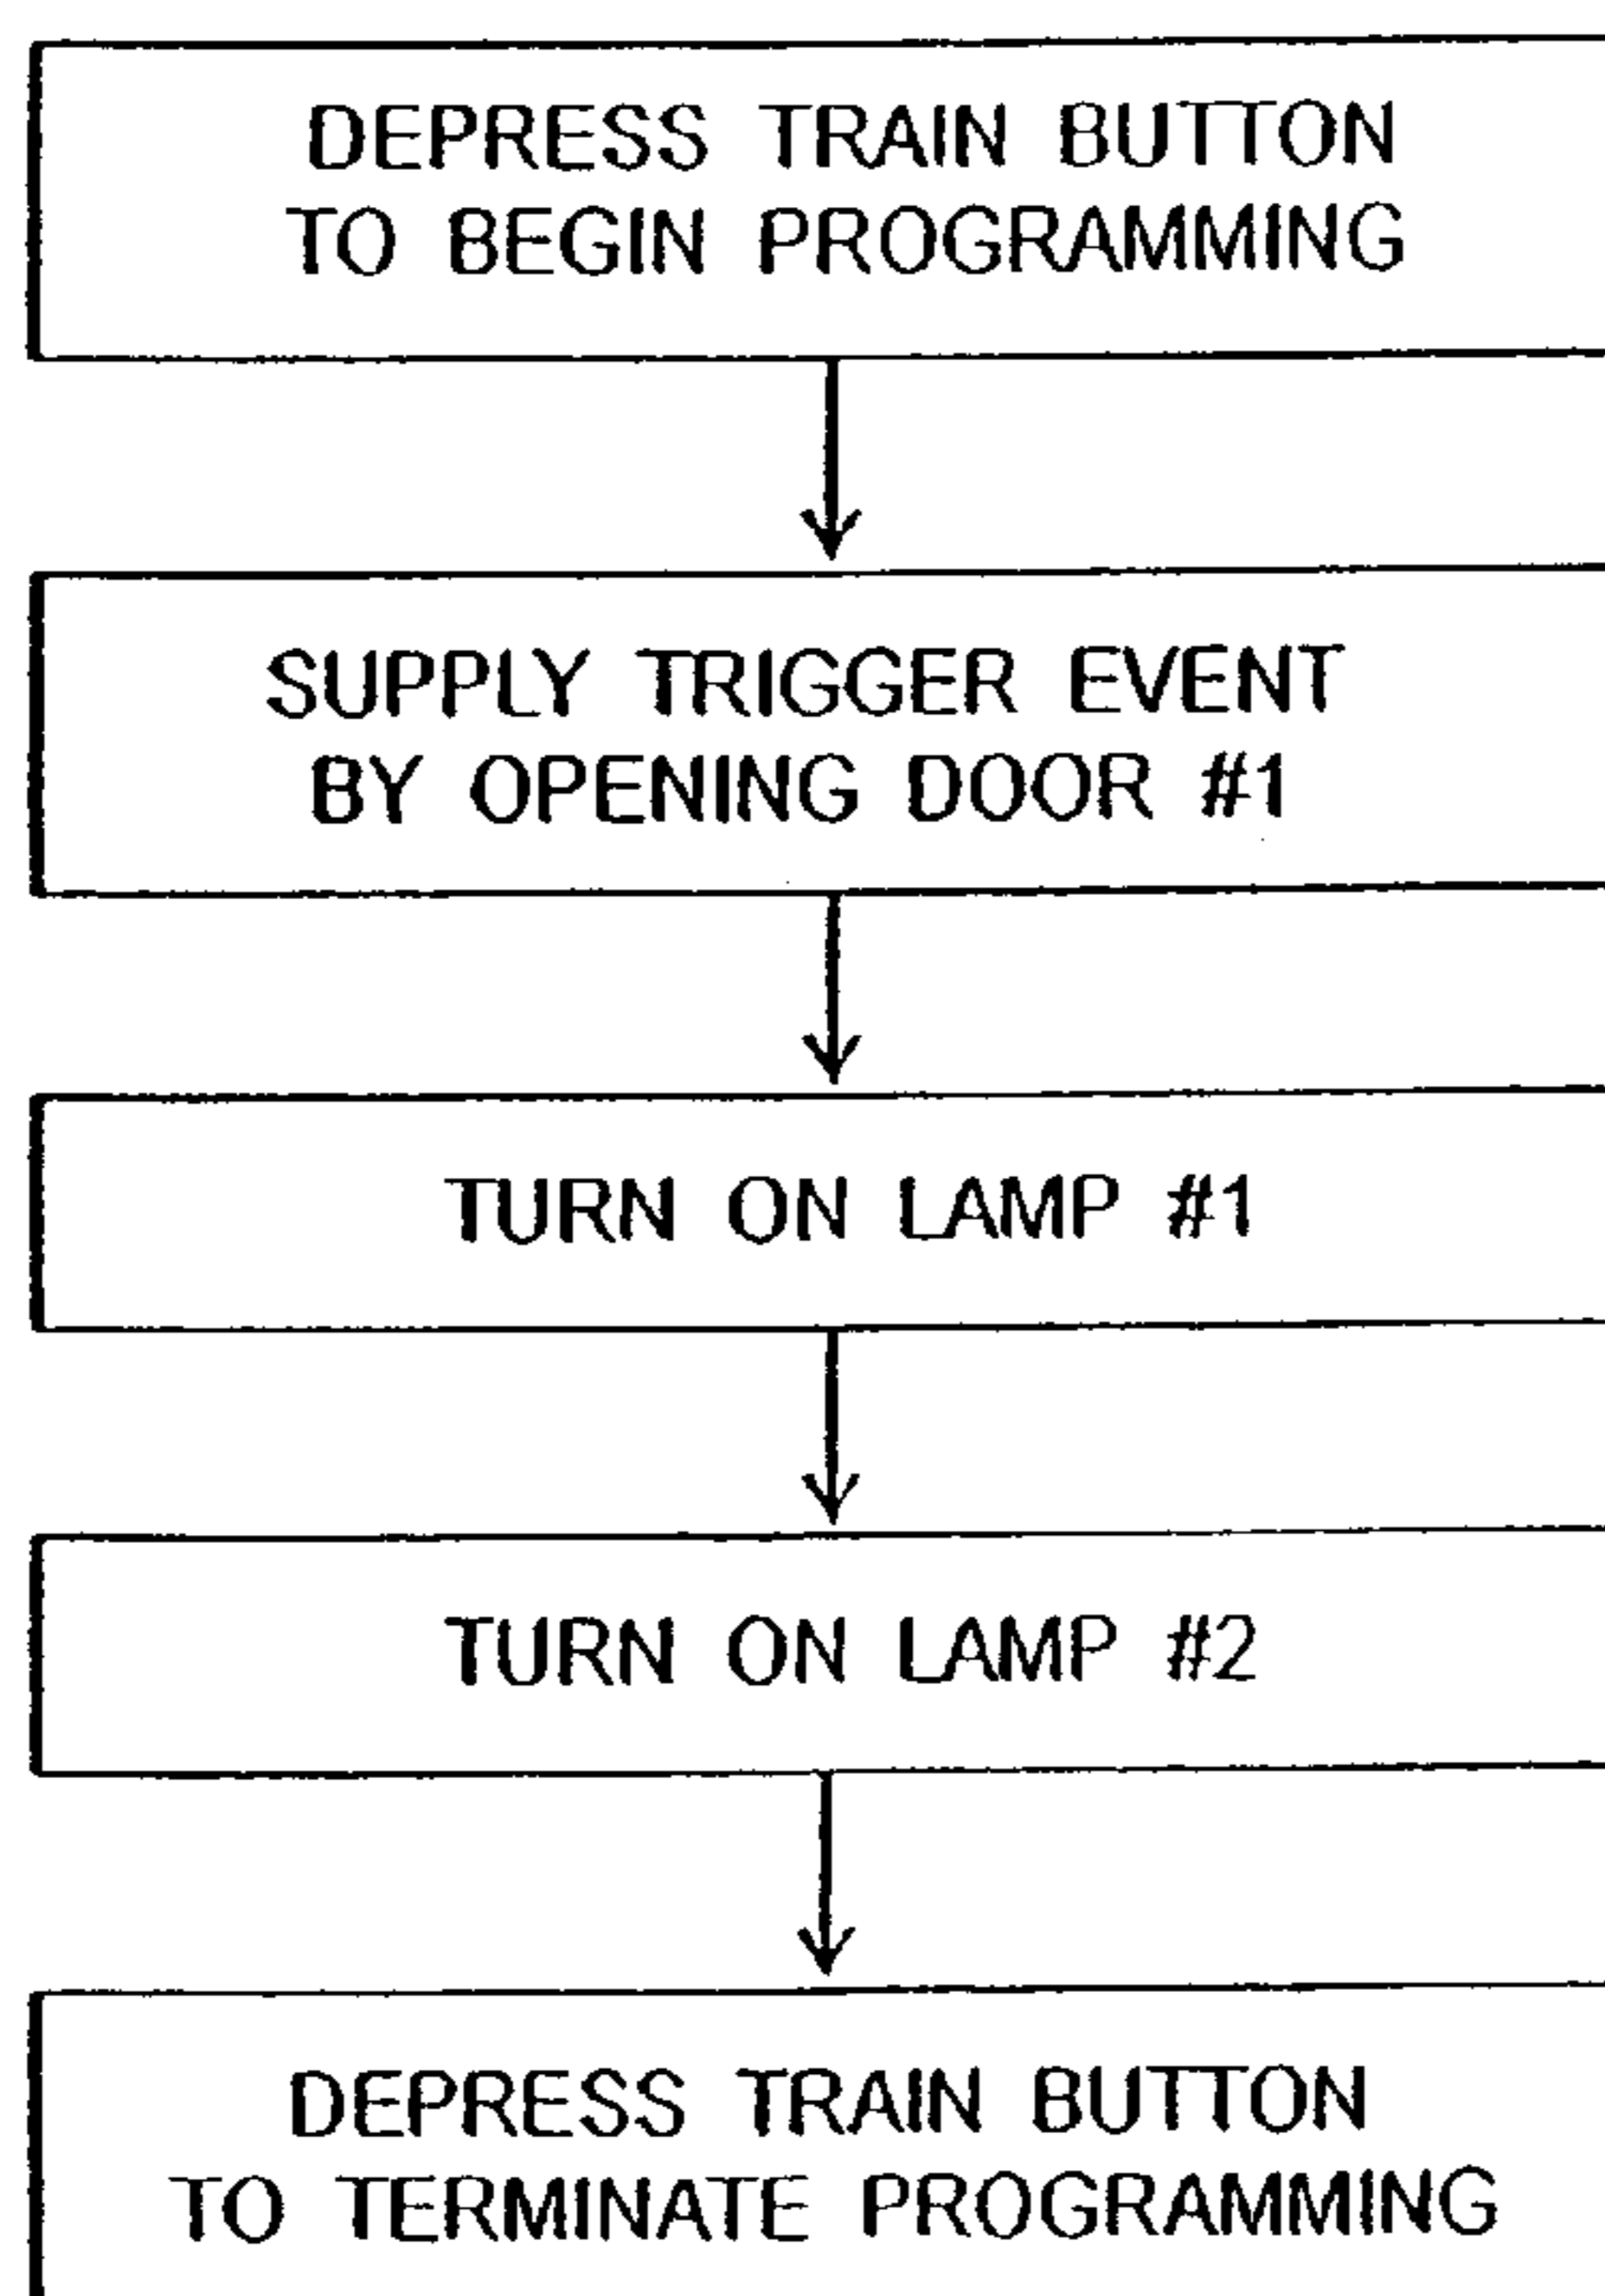 DEPRESS TRAIN BUTTON
TO BEGIN PROGRAMMING
SUPPLY TRIGGER EVENT
BY OPENING DOOR #1
TURN ON LAMP #1
TURN ON LAMP #2
DEPRESS TRAIN BUTTON
TO TERMINATE PROGRAMMING